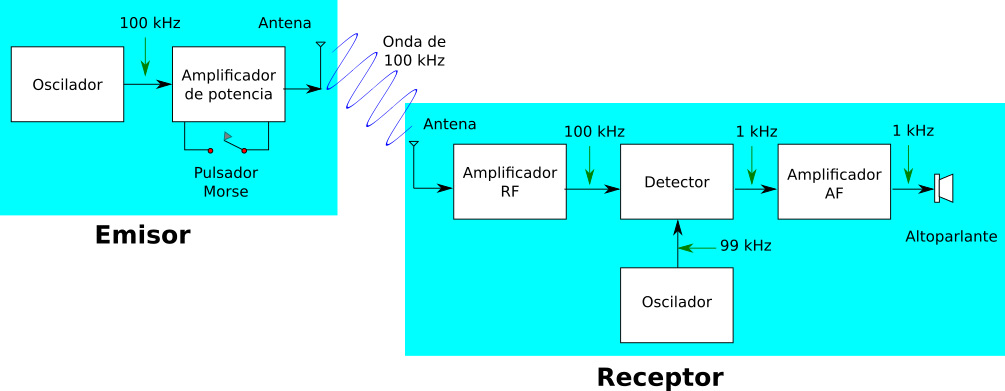 100 kHz
Antena
Oscilador
Amplificador
de potencia
Pulsador
Morse
Emisor
Onda de
100 kHz
Antena
Amplificador
RF
100 kHz
Detector
1 kHz
Amplificador
AF
1 kHz
Altoparlante
99 kHz
Oscilador
Receptor